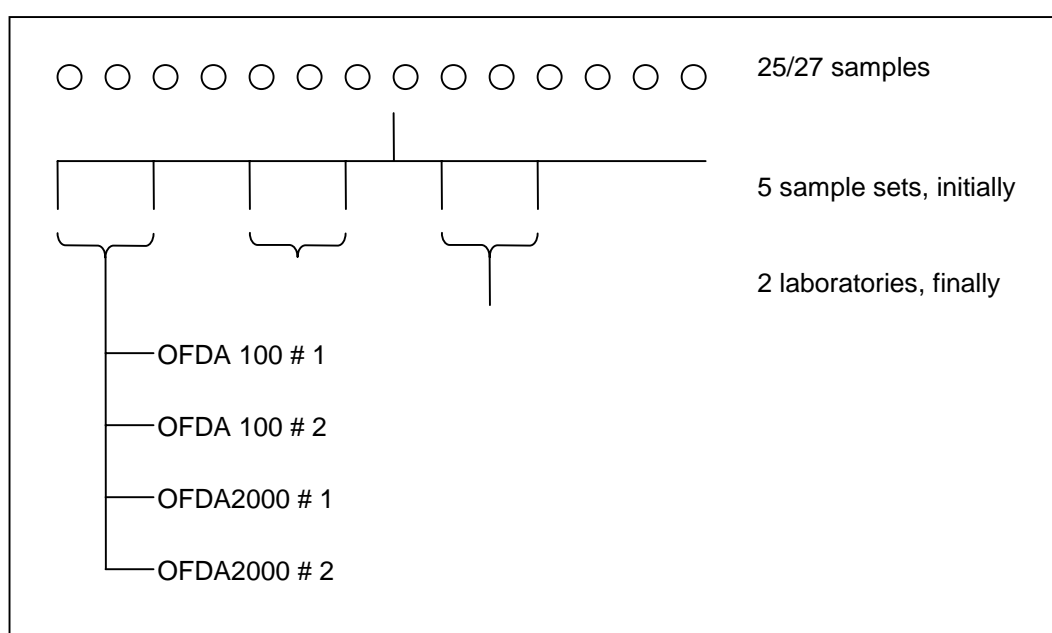 25/27 samples
5 sample sets, initially
2 laboratories, finally
OFDA 100 # 1
OFDA 100 # 2
OFDA2000 # 1
OFDA2000 # 2